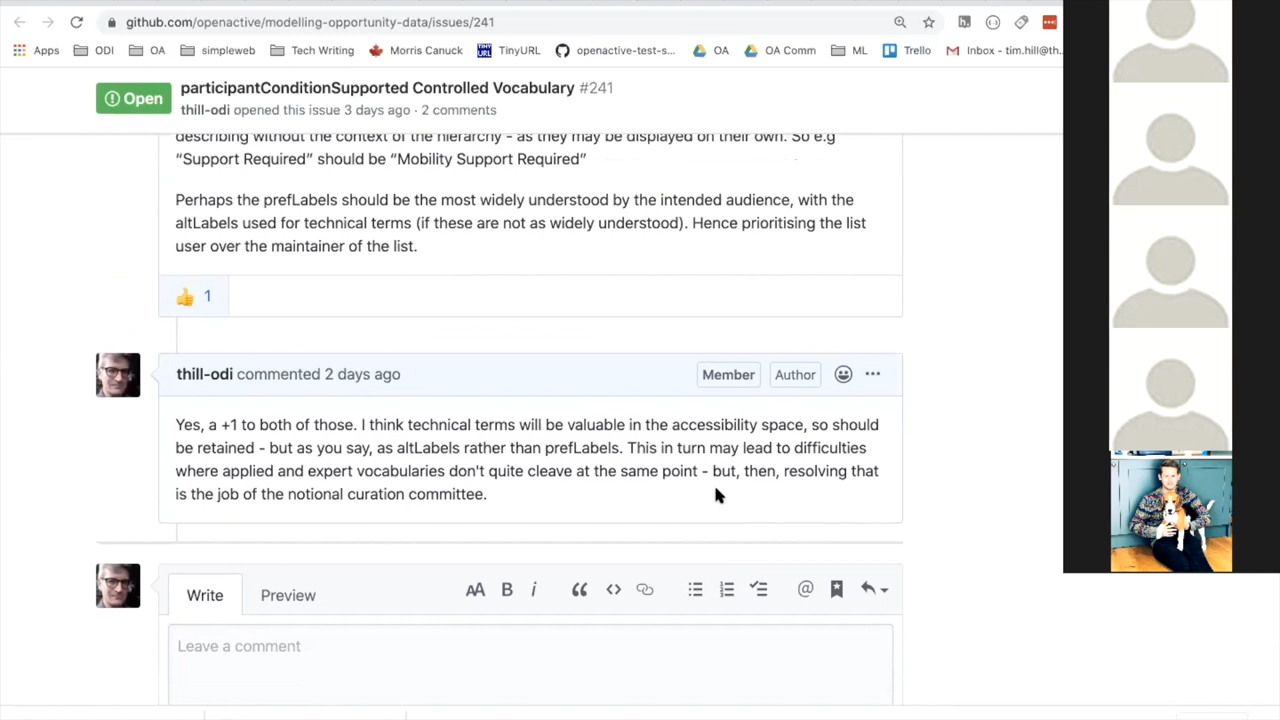 github.com/openactive/modelling-opportunity-data/issues/241
Apps ODI OA simpleweb Tech Writing Morris Canuck TinyURL openactive-test-s... OA OA Comm ML Trello Inbox - tim.hill@th...
Open
participantConditionSupported Controlled Vocabulary #241
thill-odi opened this issue 3 days ago · 2 comments
describing without the context of the hierarchy - as they may be displayed on their own. So e.g
“Support Required” should be “Mobility Support Required”
Perhaps the prefLabels should be the most widely understood by the intended audience, with the
altLabels used for technical terms (if these are not as widely understood). Hence prioritising the list
user over the maintainer of the list.
👍 1
thill-odi commented 2 days ago Member Author
Yes, a +1 to both of those. I think technical terms will be valuable in the accessibility space, so should
be retained - but as you say, as altLabels rather than prefLabels. This in turn may lead to difficulties
where applied and expert vocabularies don't quite cleave at the same point - but, then, resolving that
is the job of the notional curation committee.
Write Preview AA B i
Leave a comment